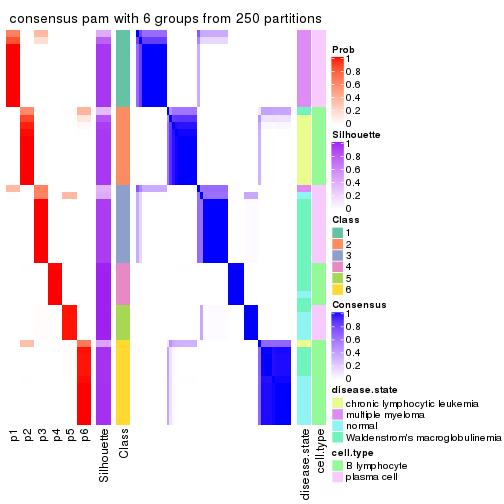 consensus pam with 6 groups from 250 partitions
Prob
1
0.8
0.6
0.4
0.2
0
Silhouette
1
0.8
0.6
0.4
0.2
0
Class
1
2
3
4
5
6
Consensus
1
0.8
0.6
0.4
0.2
0
disease.state
chronic lymphocytic leukemia
multiple myeloma
normal
Waldenstrom's macroglobulinemia
cell.type
B lymphocyte
plasma cell
p1
p2
p3
p4
p5
p6
Silhouette
Class
disease.state
cell.type